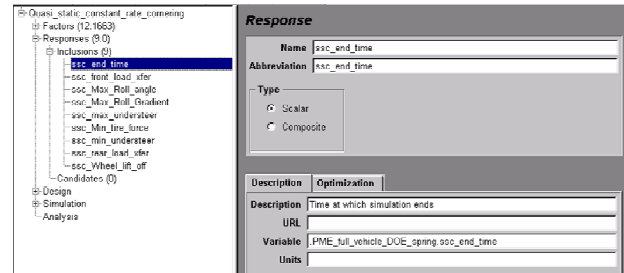 Quasi_static_constant_rate_cornering
Factors (12,1663)
Responses (9,0)
Inclusions (9)
ssc_end_time
ssc_front_load_xfer
ssc_Max_Roll_angle
ssc_Max_Roll_Gradient
ssc_max_understeer
ssc_Min_tire_force
ssc_min_understeer
ssc_rear_load_xfer
ssc_Wheel_lift_off
Candidates (0)
Design
Simulation
Analysis
Response
Name ssc_end_time
Abbreviation ssc_end_time
Type
Scalar
Composite
Description Optimization
Description Time at which simulation ends
URL
Variable .PME_full_vehicle_DOE_spring.ssc_end_time
Units